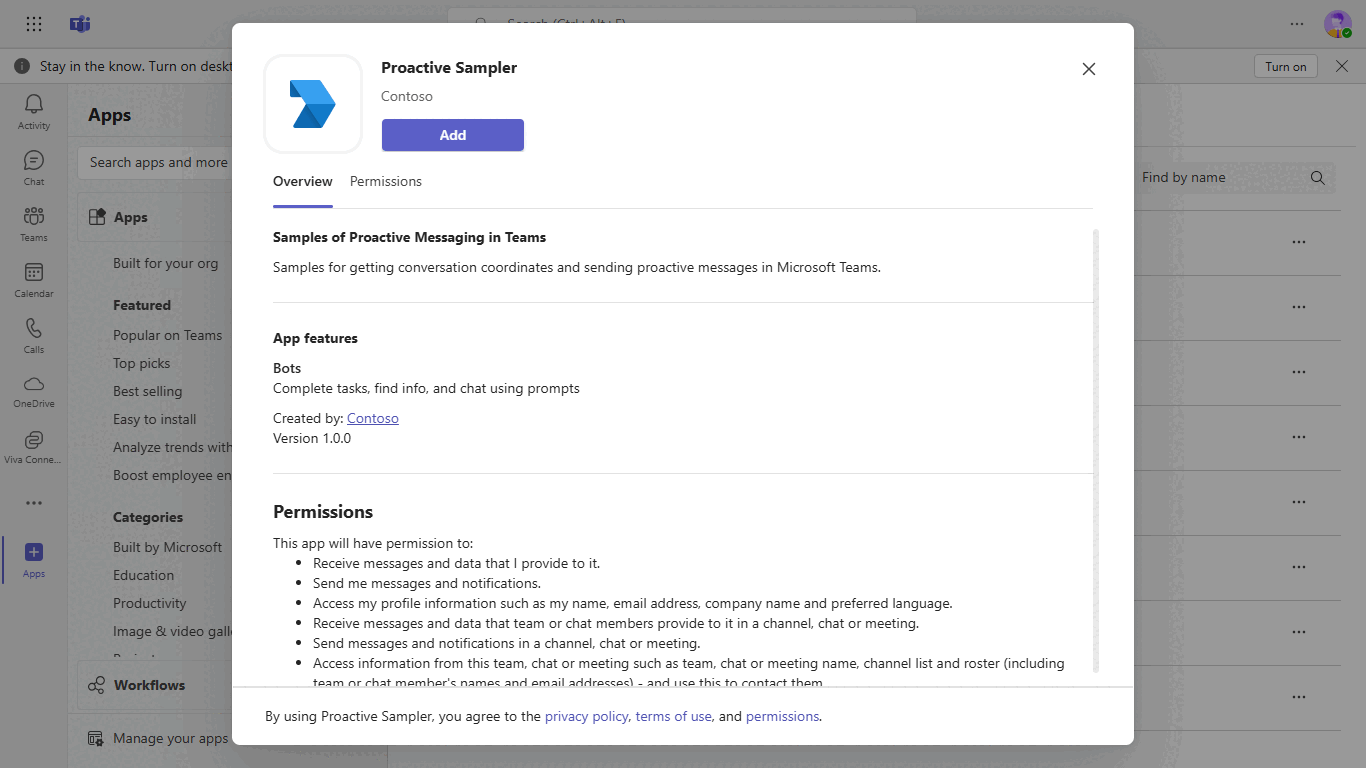 Search (Ctrl+Alt+E)
Stay in the know. Turn on deskt
Turn on
Activity
Chat
Teams
Calendar
Calls
OneDrive
Viva Conne...
Apps
Apps
Search apps and more
Apps
Built for your org
Featured
Popular on Teams
Top picks
Best selling
Easy to install
Analyze trends with
Boost employee en
Categories
Built by Microsoft
Education
Productivity
Image & video galle
Workflows
Manage your apps
Find by name
Proactive Sampler
Contoso
Add
Overview Permissions
Samples of Proactive Messaging in Teams
Samples for getting conversation coordinates and sending proactive messages in Microsoft Teams.
App features
Bots
Complete tasks, find info, and chat using prompts
Created by: Contoso
Version 1.0.0
Permissions
This app will have permission to:
• Receive messages and data that I provide to it.
• Send me messages and notifications.
• Access my profile information such as my name, email address, company name and preferred language.
• Receive messages and data that team or chat members provide to it in a channel, chat or meeting.
• Send messages and notifications in a channel, chat or meeting.
• Access information from this team, chat or meeting such as team, chat or meeting name, channel list and roster (including
team or chat member's names and email addresses) - and use this to contact them.
By using Proactive Sampler, you agree to the privacy policy, terms of use, and permissions.